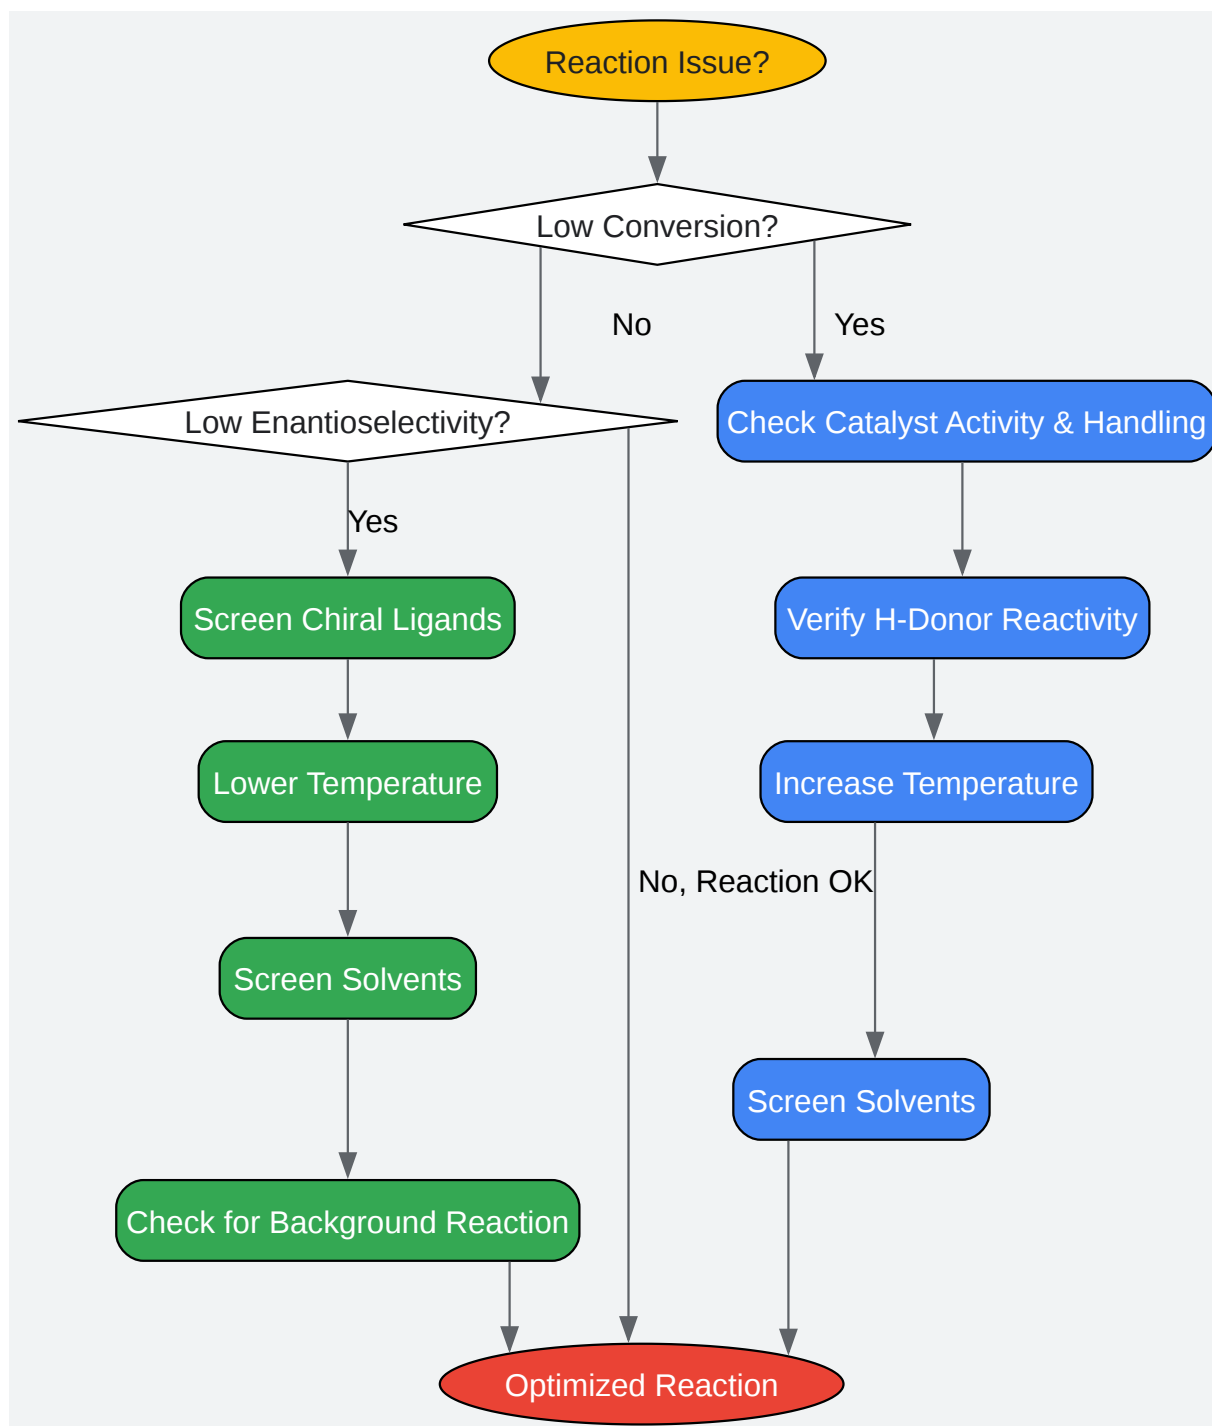 Reaction Issue?
Low Conversion?
No
Yes
Low Enantioselectivity?
Check Catalyst Activity & Handling
Yes
Screen Chiral Ligands
Verify H-Donor Reactivity
Lower Temperature
Increase Temperature
No, Reaction OK
Screen Solvents
Screen Solvents
Check for Background Reaction
Optimized Reaction